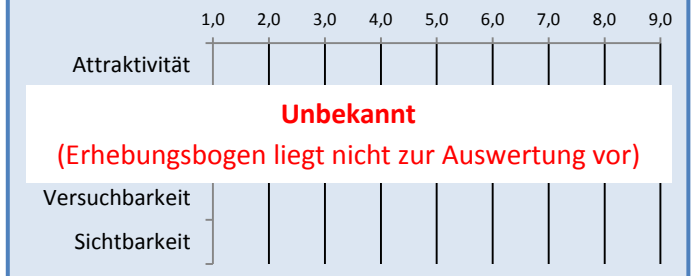 1,0 2,0 3,0 4,0 5,0 6,0 7,0 8,0 9,0
Attraktivität
Unbekannt
(Erhebungsbogen liegt nicht zur Auswertung vor)
Versuchbarkeit
Sichtbarkeit